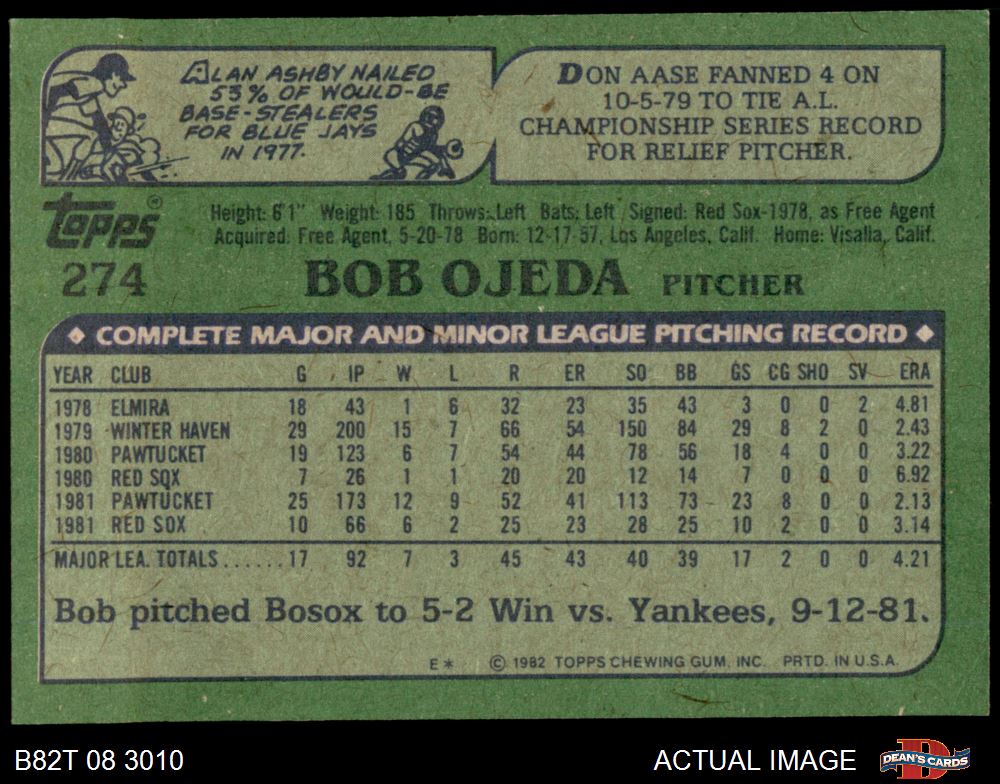 ALAN ASHBY NAILED
53% OF WOULD-BE
BASE-STEALERS
FOR BLUE JAYS
IN 1977.
DON AASE FANNED 4 ON
10-5-79 TO TIE A.L.
CHAMPIONSHIP SERIES RECORD
FOR RELIEF PITCHER.
topps®
Height: 6'1" Weight: 185 Throws: Left Bats: Left Signed: Red Sox-1978, as Free Agent
Acquired: Free Agent, 5-20-78 Born: 12-17-57, Los Angeles, Calif. Home: Visalia, Calif.
274 BOB OJEDA PITCHER
◆ COMPLETE MAJOR AND MINOR LEAGUE PITCHING RECORD ◆
YEAR CLUB G IP W L R ER SO BB GS CG SHO SV ERA
1978 ELMIRA 18 43 1 6 32 23 35 43 3 0 0 2 4.81
1979 WINTER HAVEN 29 200 15 7 66 54 150 84 29 8 2 0 2.43
1980 PAWTUCKET 19 123 6 7 54 44 78 56 18 4 0 0 3.22
1980 RED SOX 7 26 1 1 20 20 12 14 7 0 0 0 6.92
1981 PAWTUCKET 25 173 12 9 52 41 113 73 23 8 0 0 2.13
1981 RED SOX 10 66 6 2 25 23 28 25 10 2 0 0 3.14
MAJOR LEA. TOTALS...... 17 92 7 3 45 43 40 39 17 2 0 0 4.21
Bob pitched Bosox to 5-2 Win vs. Yankees, 9-12-81.
E* © 1982 TOPPS CHEWING GUM, INC. PRTD. IN U.S.A.
B82T 08 3010 ACTUAL IMAGE D DEAN'S CARDS